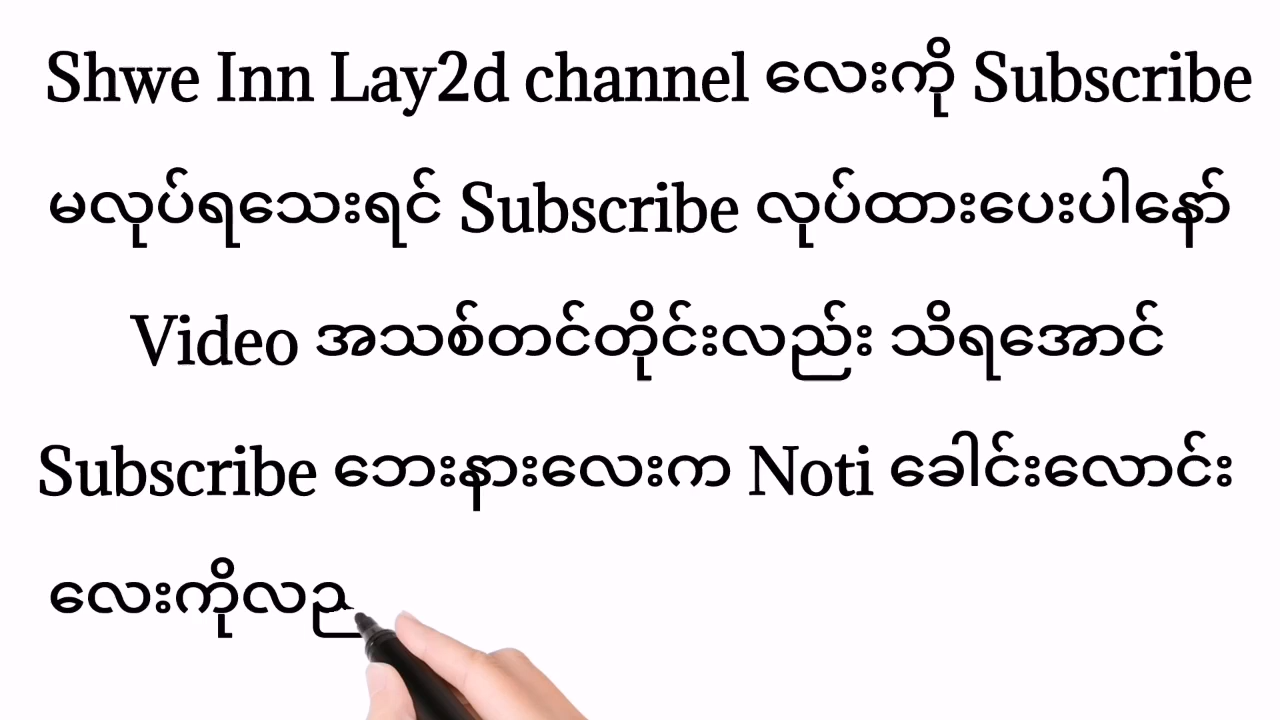 Shwe Inn Lay2d channel လေးကို Subscribe
မလုပ်ရသေးရင် Subscribe လုပ်ထားပေးပါနော်
Video အသစ်တင်တိုင်းလည်း သိရအောင်
Subscribe ဘေးနားလေးက Noti ခေါင်းလောင်း
လေးကိုလည